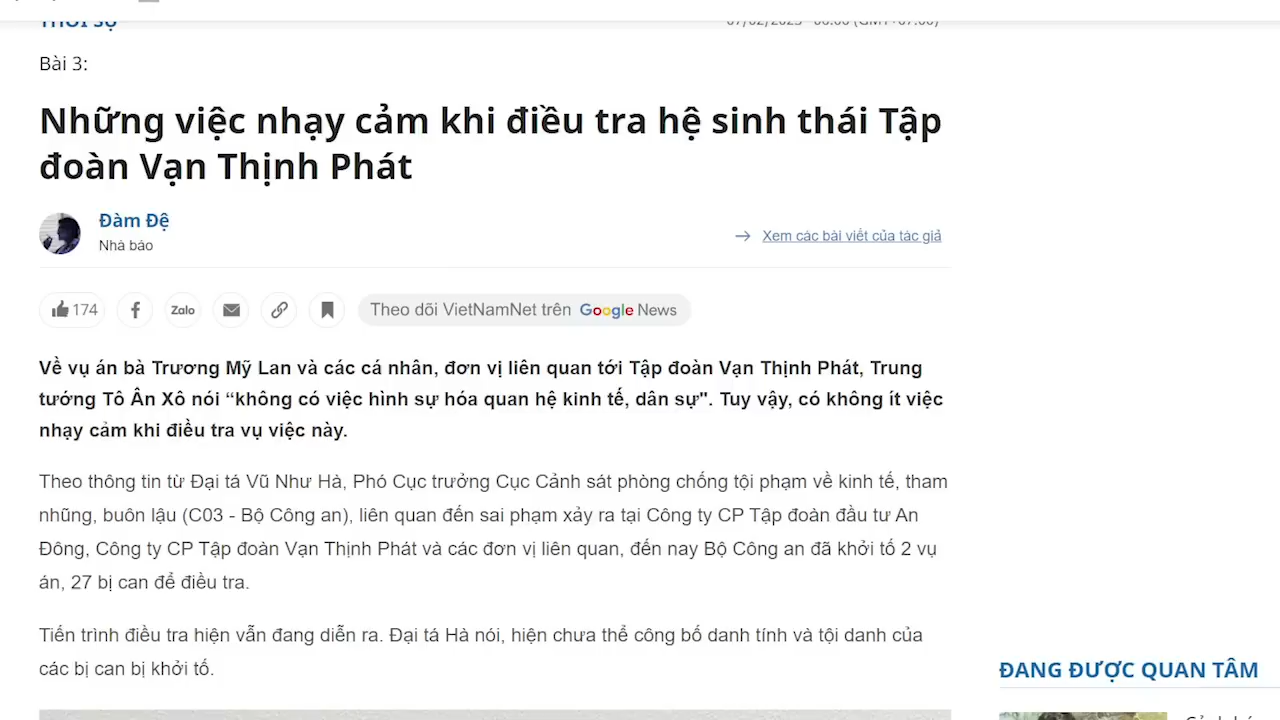 THỜI SỰ
07/02/2023 - 06:00 (GMT+07:00)
Bài 3:
Những việc nhạy cảm khi điều tra hệ sinh thái Tập
đoàn Vạn Thịnh Phát
Đàm Đệ
Nhà báo
Xem các bài viết của tác giả
174
Zalo
Theo dõi VietNamNet trên Google News
Về vụ án bà Trương Mỹ Lan và các cá nhân, đơn vị liên quan tới Tập đoàn Vạn Thịnh Phát, Trung
tướng Tô Ân Xô nói “không có việc hình sự hóa quan hệ kinh tế, dân sự". Tuy vậy, có không ít việc
nhạy cảm khi điều tra vụ việc này.
Theo thông tin từ Đại tá Vũ Như Hà, Phó Cục trưởng Cục Cảnh sát phòng chống tội phạm về kinh tế, tham
nhũng, buôn lậu (C03 - Bộ Công an), liên quan đến sai phạm xảy ra tại Công ty CP Tập đoàn đầu tư An
Đông, Công ty CP Tập đoàn Vạn Thịnh Phát và các đơn vị liên quan, đến nay Bộ Công an đã khởi tố 2 vụ
án, 27 bị can để điều tra.
Tiến trình điều tra hiện vẫn đang diễn ra. Đại tá Hà nói, hiện chưa thể công bố danh tính và tội danh của
các bị can bị khởi tố.
ĐANG ĐƯỢC QUAN TÂM